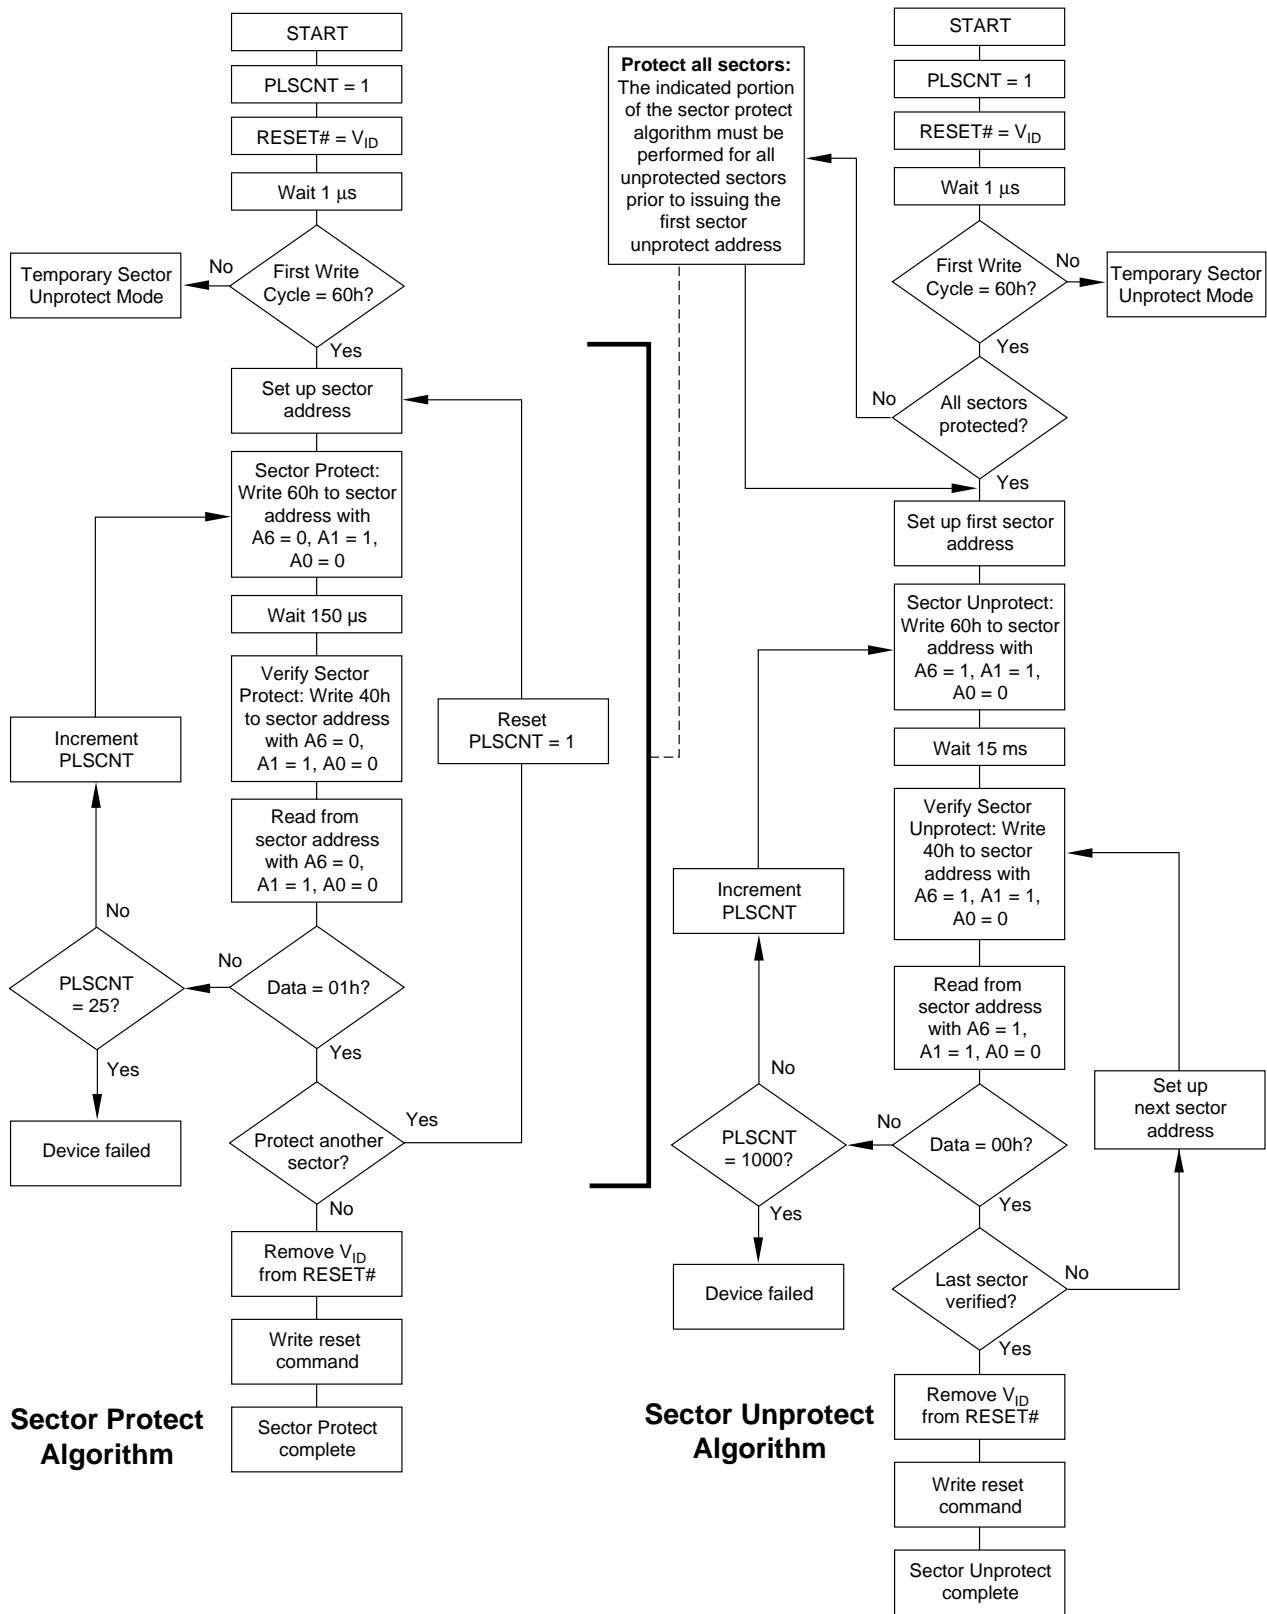 START
PLSCNT = 1
RESET# = VID
Wait 1 μs
First Write
Cycle = 60h?
No
Temporary Sector
Unprotect Mode
Yes
Set up sector
address
Sector Protect:
Write 60h to sector
address with
A6 = 0, A1 = 1,
A0 = 0
Wait 150 µs
Verify Sector
Protect: Write 40h
to sector address
with A6 = 0,
A1 = 1, A0 = 0
Reset
PLSCNT = 1
Increment
PLSCNT
Read from
sector address
with A6 = 0,
A1 = 1, A0 = 0
No
PLSCNT
= 25?
No
Data = 01h?
Yes
Yes
Device failed
Protect another
sector?
Yes
No
Remove VID
from RESET#
Write reset
command
Sector Protect
complete
Sector Protect
Algorithm
Protect all sectors:
The indicated portion
of the sector protect
algorithm must be
performed for all
unprotected sectors
prior to issuing the
first sector
unprotect address
START
PLSCNT = 1
RESET# = VID
Wait 1 μs
First Write
Cycle = 60h?
No
Temporary Sector
Unprotect Mode
Yes
No
All sectors
protected?
Yes
Set up first sector
address
Sector Unprotect:
Write 60h to sector
address with
A6 = 1, A1 = 1,
A0 = 0
Wait 15 ms
Verify Sector
Unprotect: Write
40h to sector
address with
A6 = 1, A1 = 1,
A0 = 0
Increment
PLSCNT
Read from
sector address
with A6 = 1,
A1 = 1, A0 = 0
No
Set up
next sector
address
No
PLSCNT
= 1000?
Data = 00h?
Yes
Yes
Device failed
Last sector
verified?
No
Yes
Remove VID
from RESET#
Write reset
command
Sector Unprotect
complete
Sector Unprotect
Algorithm